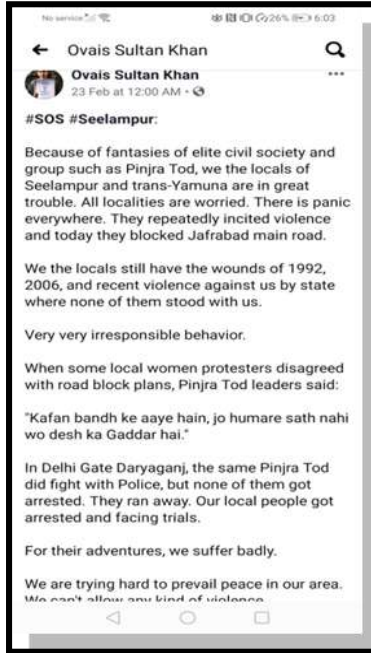 No service
26% 6:03
Ovais Sultan Khan
Ovais Sultan Khan
23 Feb at 12:00 AM
#SOS #Seelampur:
Because of fantasies of elite civil society and
group such as Pinjra Tod, we the locals of
Seelampur and trans-Yamuna are in great
trouble. All localities are worried. There is panic
everywhere. They repeatedly incited violence
and today they blocked Jafrabad main road.
We the locals still have the wounds of 1992,
2006, and recent violence against us by state
where none of them stood with us.
Very very irresponsible behavior.
When some local women protesters disagreed
with road block plans, Pinjra Tod leaders said:
"Kafan bandh ke aaye hain, jo humare sath nahi
wo desh ka Gaddar hai."
In Delhi Gate Daryaganj, the same Pinjra Tod
did fight with Police, but none of them got
arrested. They ran away. Our local people got
arrested and facing trials.
For their adventures, we suffer badly.
We are trying hard to prevail peace in our area.
We can't allow any kind of violence